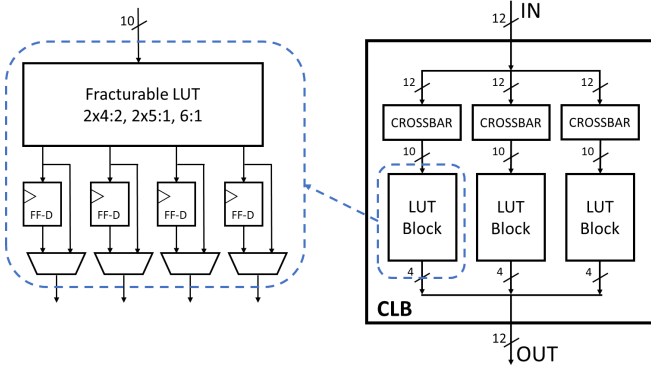 10
Fracturable LUT
2x4:2, 2x5:1, 6:1
FF-D
FF-D
FF-D
FF-D
12
IN
12
12
12
CROSSBAR
CROSSBAR
CROSSBAR
10
10
10
LUT
Block
LUT
Block
LUT
Block
4
4
4
CLB
12
OUT